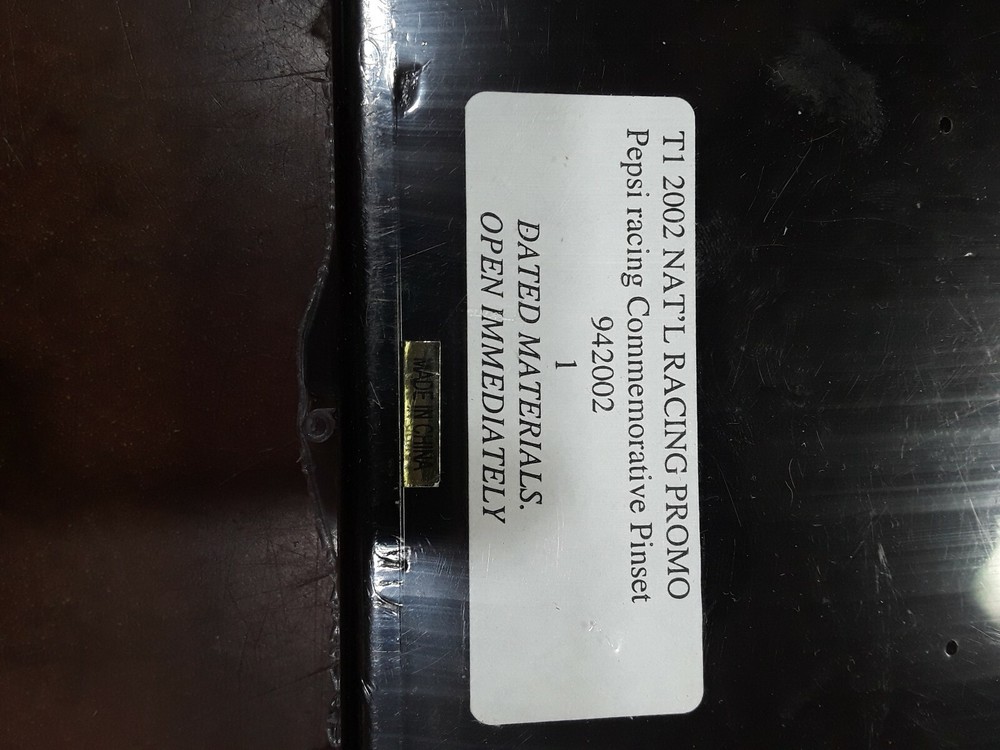 T1 2002 NAT'L RACING PROMO
Pepsi racing Commemorative Pinset
942002
1
DATED MATERIALS.
OPEN IMMEDIATELY
MADE IN CHINA